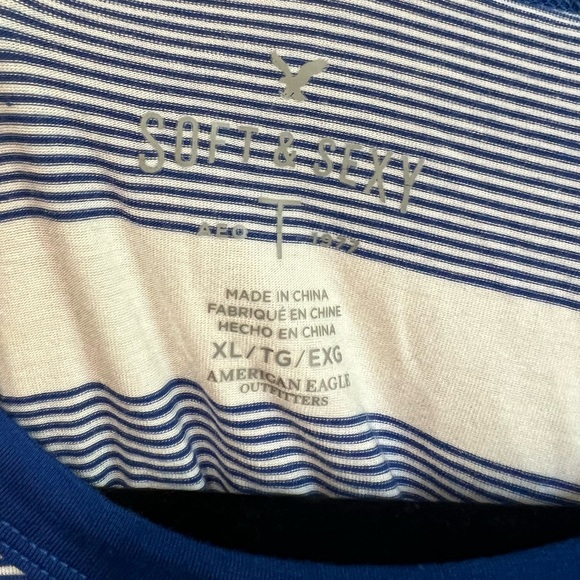 SOFT & SEXY
AEO T 1977
MADE IN CHINA
FABRIQUÉ EN CHINE
HECHO EN CHINA
XL/TG/EXG
AMERICAN EAGLE
OUTFITTERS